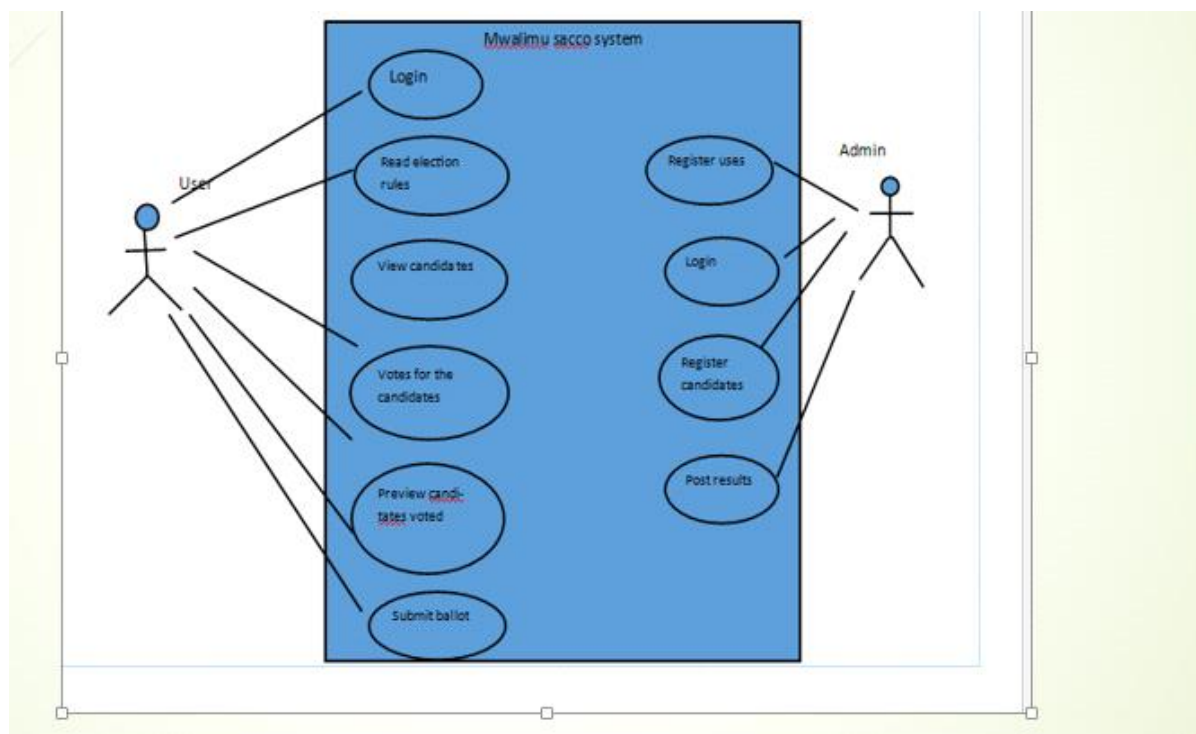 Mwalimu sacco system
User
Login
Read election
rules
View candidates
Votes for the
candidates
Preview candi-
tates voted
Submit ballot
Admin
Register uses
Login
Register
candidates
Post results